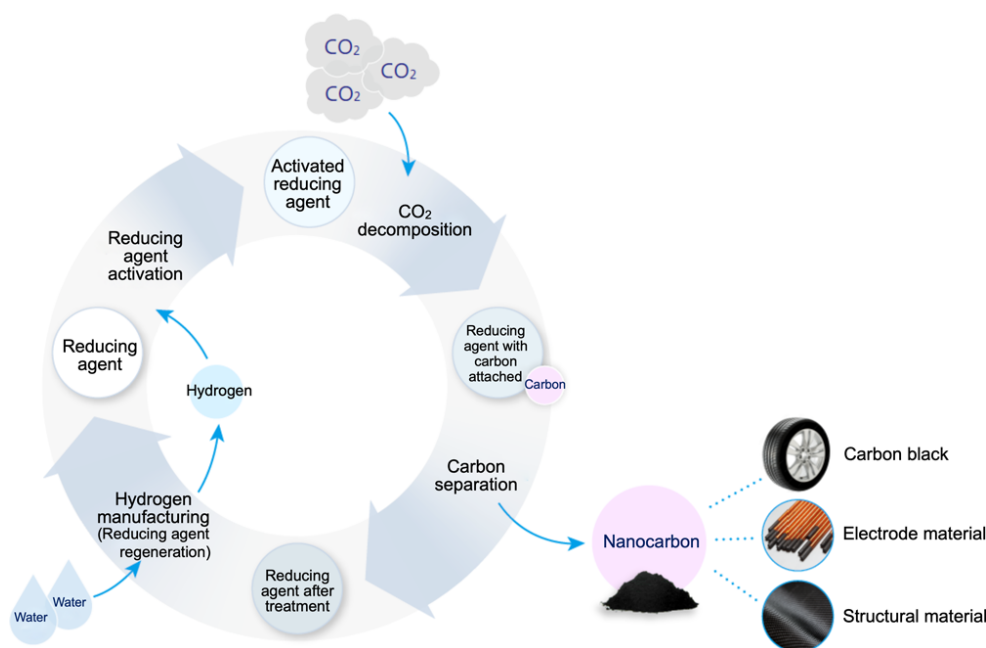 CO₂
CO₂
CO₂
Activated
reducing
agent
CO₂
decomposition
Reducing
agent
activation
Reducing
agent
Hydrogen
Reducing
agent with
carbon
attached
Carbon
Carbon
separation
Carbon black
Nanocarbon
Electrode material
Structural material
Hydrogen
manufacturing
(Reducing agent
regeneration)
Reducing
agent after
treatment
Water
Water